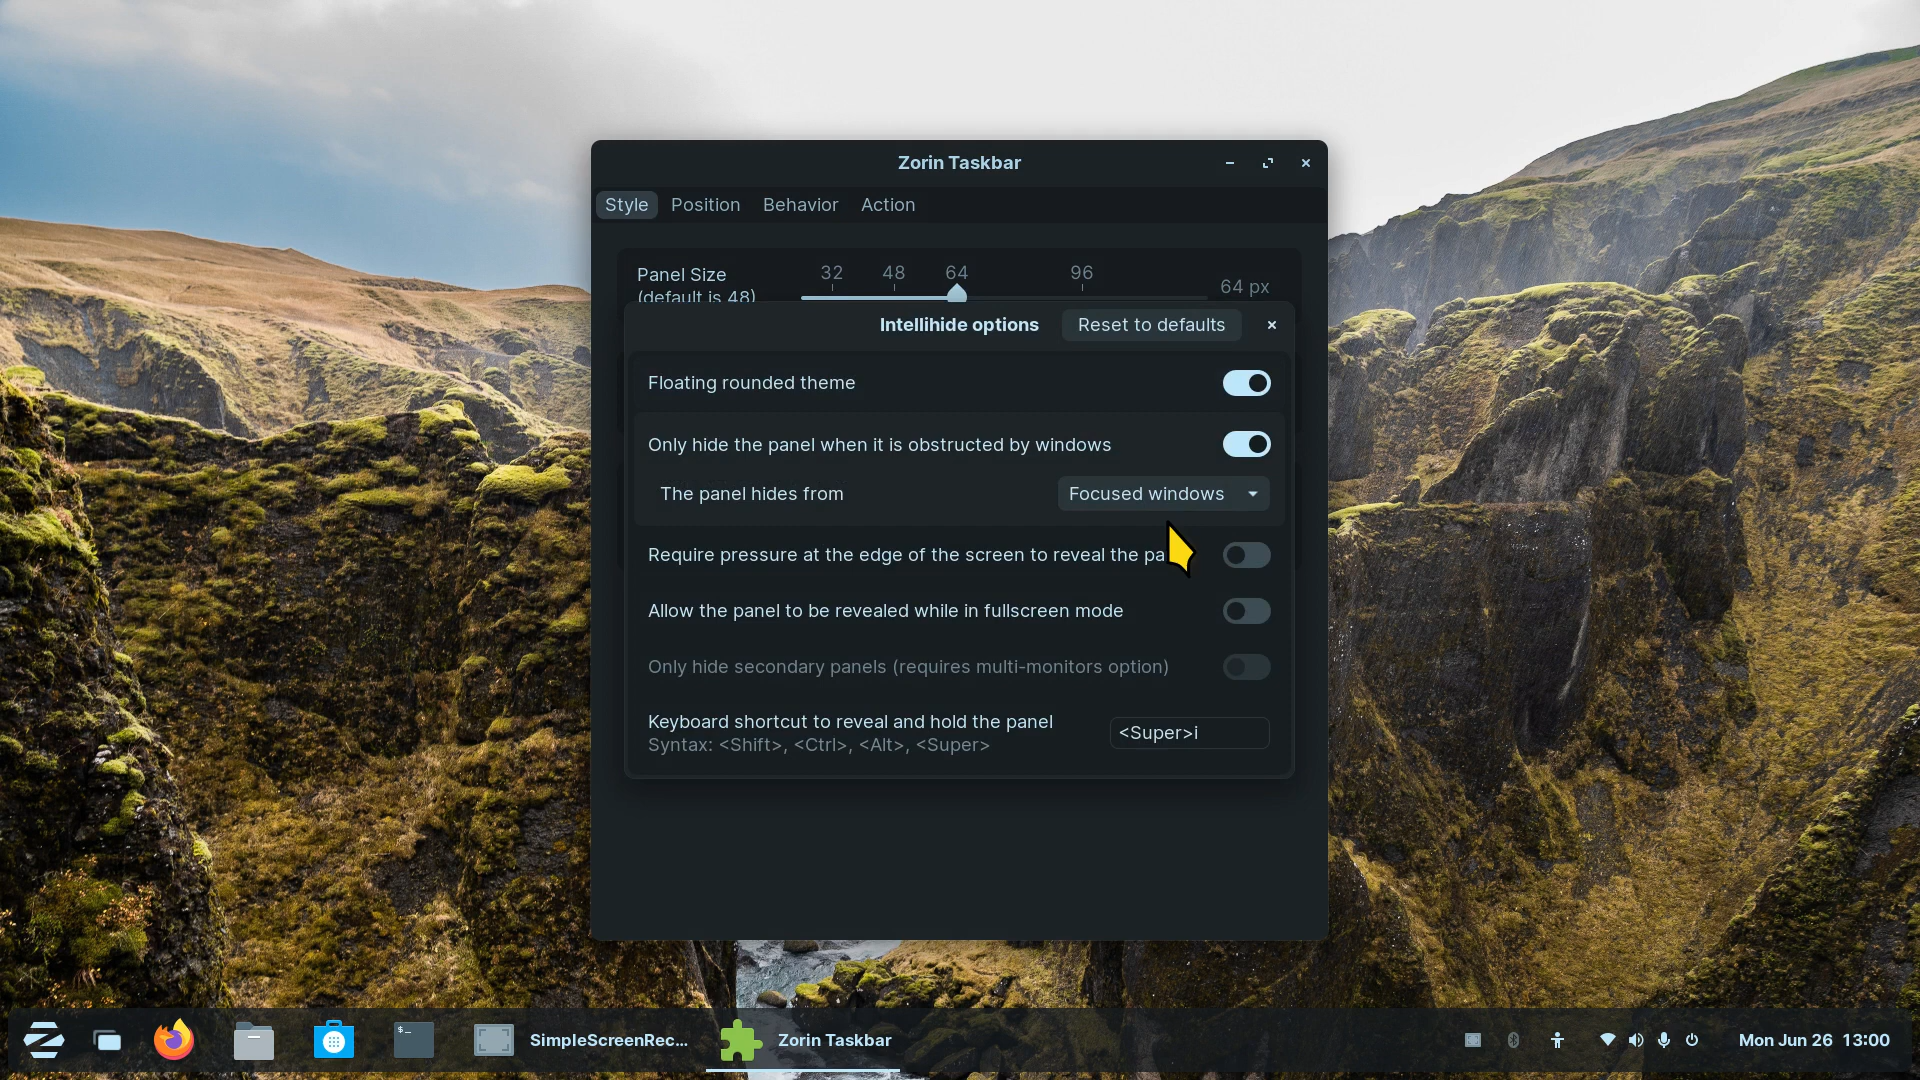 Zorin Taskbar
Style Position Behavior Action
32 48 64 96
Panel Size
(default is 48)
64 px
Intellihide options Reset to defaults
Floating rounded theme
Only hide the panel when it is obstructed by windows
The panel hides from Focused windows
Require pressure at the edge of the screen to reveal the pa
Allow the panel to be revealed while in fullscreen mode
Only hide secondary panels (requires multi-monitors option)
Keyboard shortcut to reveal and hold the panel
Syntax: <Shift>, <Ctrl>, <Alt>, <Super>
<Super>i
$_ SimpleScreenRec... Zorin Taskbar Mon Jun 26 13:00